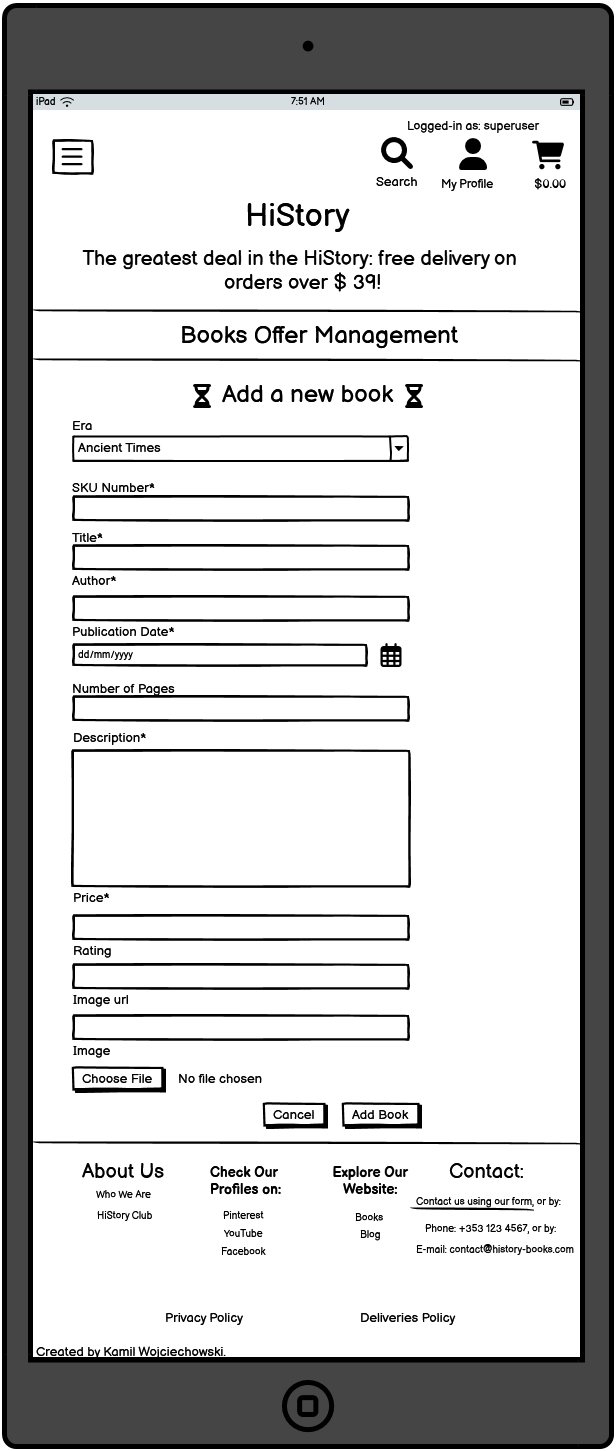 iPad
7:51 AM
Logged-in as: superuser
Search
My Profile
$0.00
HiStory
The greatest deal in the HiStory: free delivery on
orders over $ 39!
Books Offer Management
Add a new book
Era
Ancient Times
SKU Number*
Title*
Author*
Publication Date*
dd/mm/yyyy
Number of Pages
Description*
Price*
Rating
Image url
Image
Choose File
No file chosen
Cancel
Add Book
About Us
Who We Are
HiStory Club
Check Our
Profiles on:
Pinterest
YouTube
Facebook
Explore Our
Website:
Books
Blog
Contact:
Contact us using our form, or by:
Phone: +353 123 4567, or by:
E-mail: contact@history-books.com
Privacy Policy
Deliveries Policy
Created by Kamil Wojciechowski.